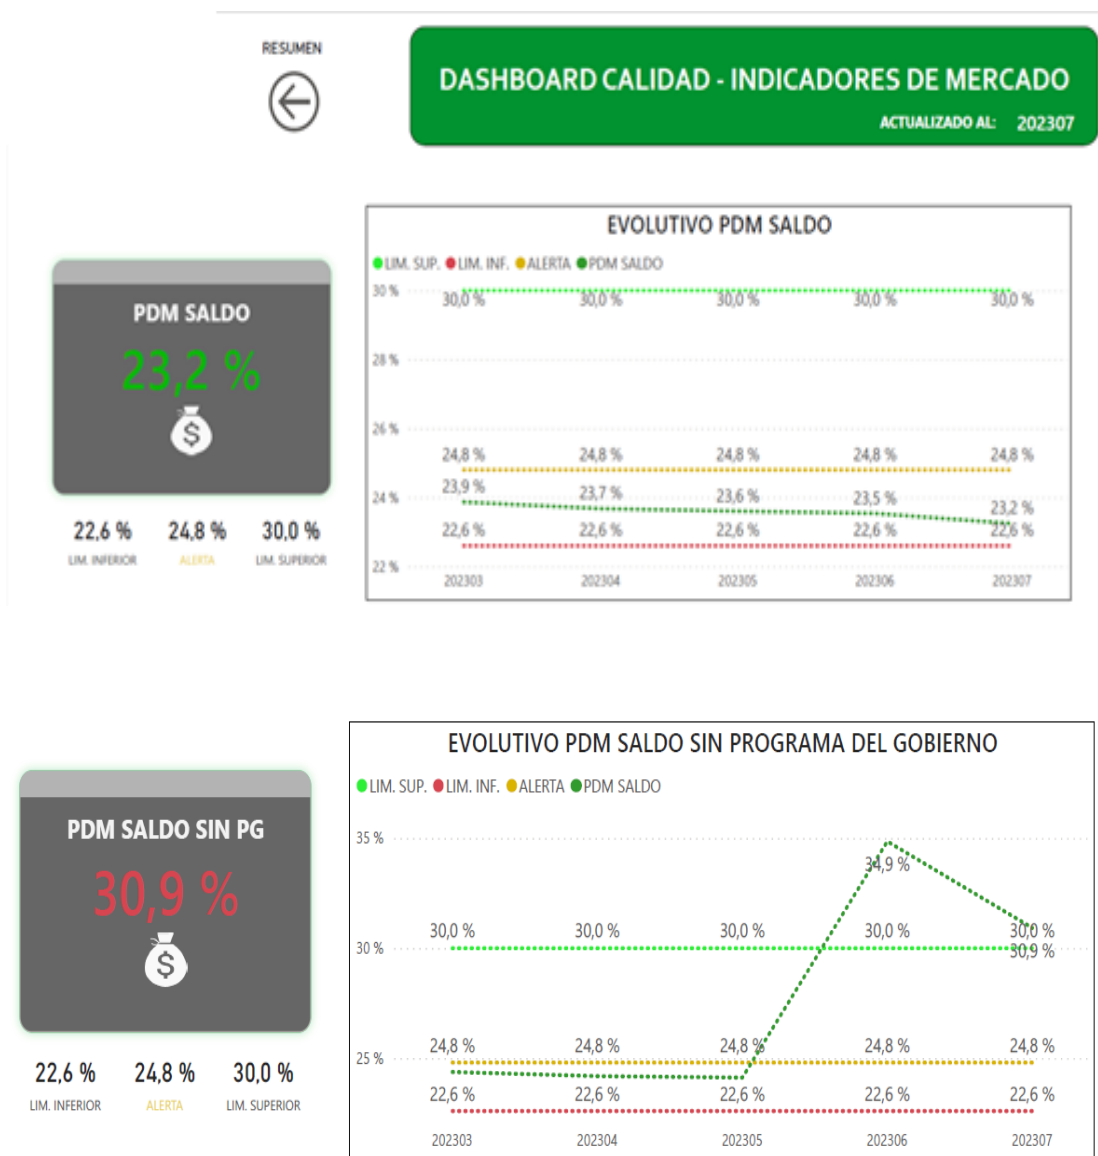 RESUMEN
DASHBOARD CALIDAD - INDICADORES DE MERCADO
ACTUALIZADO AL: 202307
PDM SALDO
23,2 %
$
22,6 % 24,8 % 30,0 %
LIM. INFERIOR ALERTA LIM. SUPERIOR
EVOLUTIVO PDM SALDO
LIM. SUP. LIM. INF. ALERTA PDM SALDO
30 %
30,0 % 30,0 % 30,0 % 30,0 % 30,0 %
28 %
26 %
24,8 % 24,8 % 24,8 % 24,8 % 24,8 %
23,9 % 23,7 % 23,6 % 23,5 % 23,2 %
24 %
22,6 % 22,6 % 22,6 % 22,6 % 22,6 %
22 %
202303 202304 202305 202306 202307
PDM SALDO SIN PG
30,9 %
$
22,6 % 24,8 % 30,0 %
LIM. INFERIOR ALERTA LIM. SUPERIOR
EVOLUTIVO PDM SALDO SIN PROGRAMA DEL GOBIERNO
LIM. SUP. LIM. INF. ALERTA PDM SALDO
35 %
34,9 %
30,0 % 30,0 % 30,0 % 30,0 % 30,0 %
30 %
30,9 %
24,8 % 24,8 % 24,8 % 24,8 % 24,8 %
25 %
22,6 % 22,6 % 22,6 % 22,6 % 22,6 %
202303 202304 202305 202306 202307